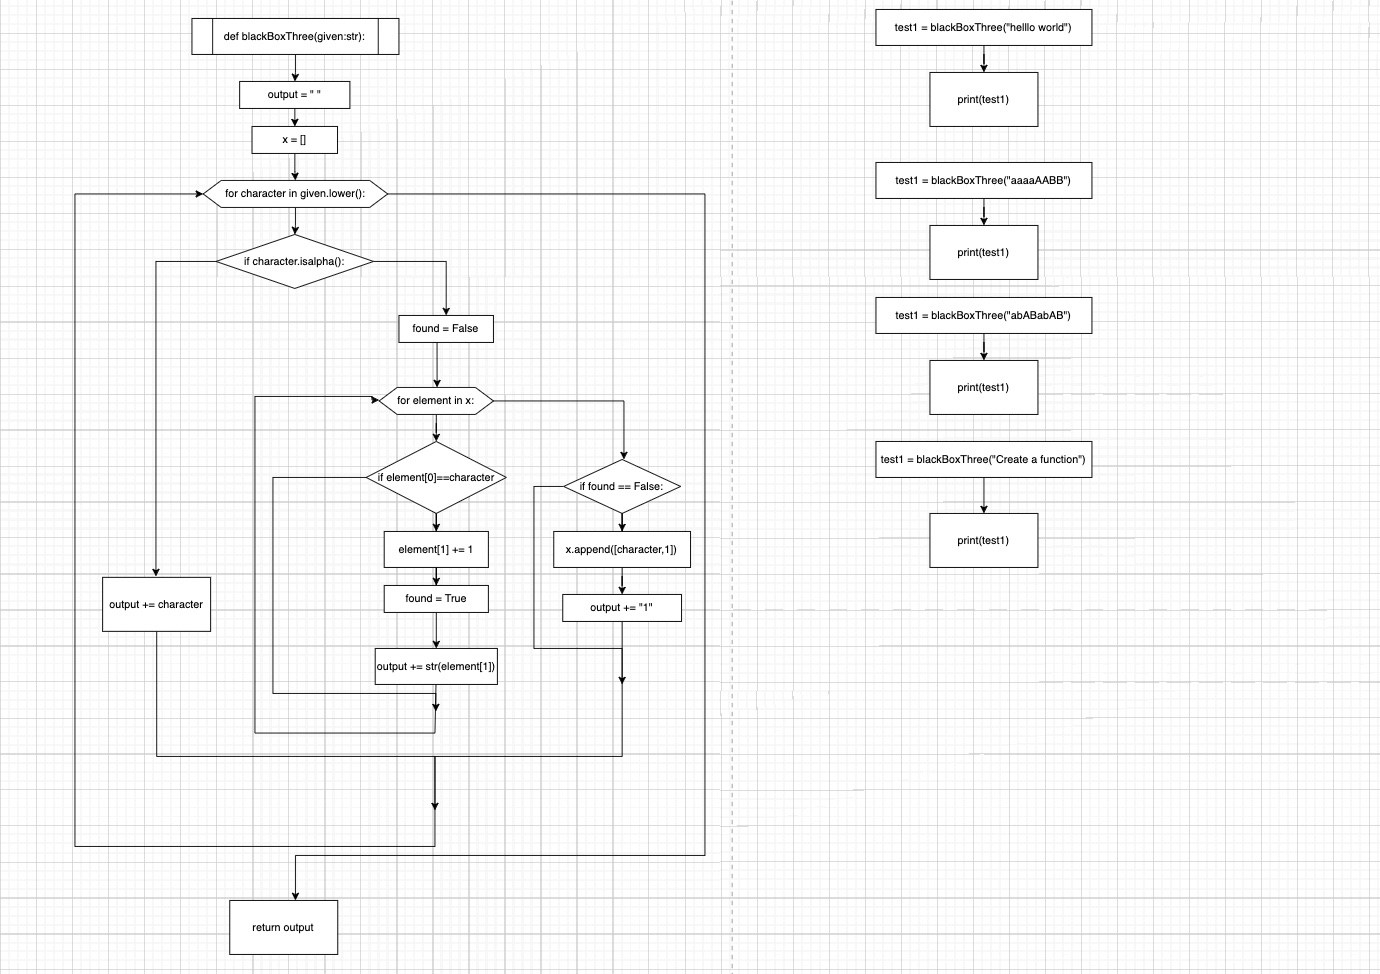 def blackBoxThree(given:str):
output = " "
x = []
for character in given.lower():
if character.isalpha():
found = False
for element in x:
if element[0]==character
if found == False:
element[1] += 1
x.append([character,1])
found = True
output += character
output += "1"
output += str(element[1])
return output
test1 = blackBoxThree("helllo world")
print(test1)
test1 = blackBoxThree("aaaaAABB")
print(test1)
test1 = blackBoxThree("abABabAB")
print(test1)
test1 = blackBoxThree("Create a function")
print(test1)